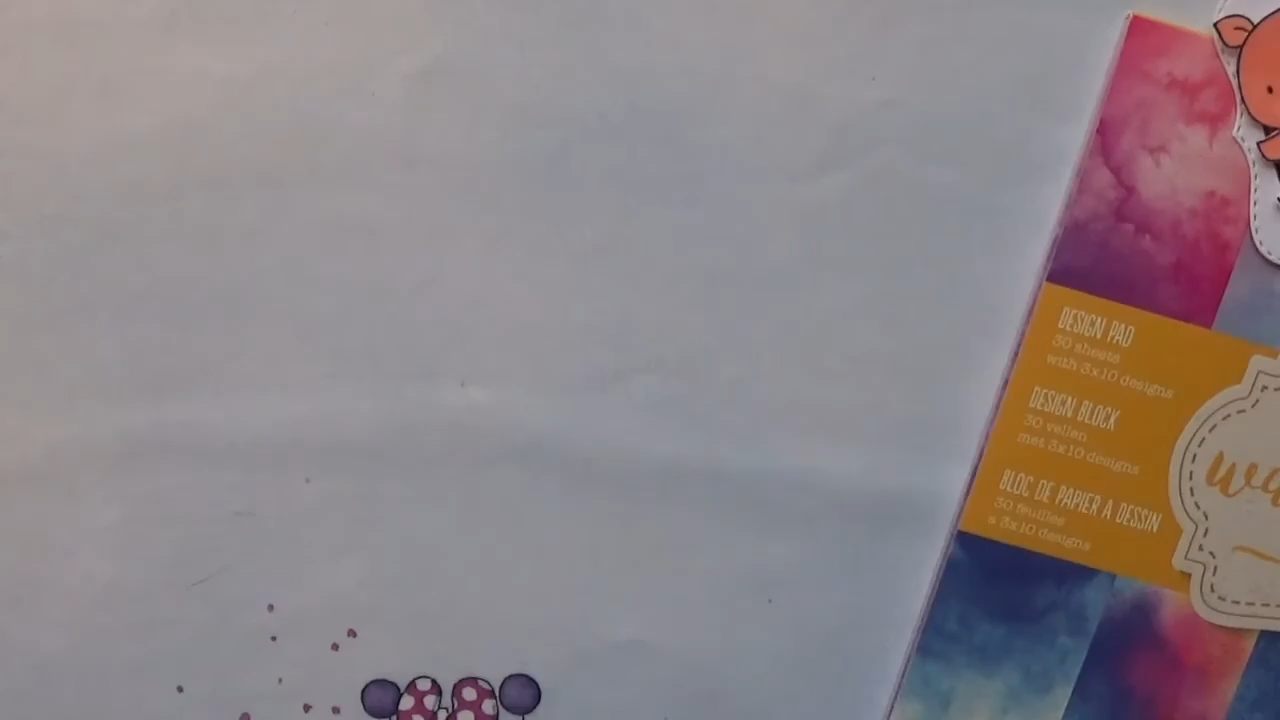 DESIGN PAD
30 sheets
with 3x10 designs
DESIGN BLOCK
30 vellen
met 3x10 designs
BLOC DE PAPIER A DESSIN
30 feuilles
s 3x10 designs
wa